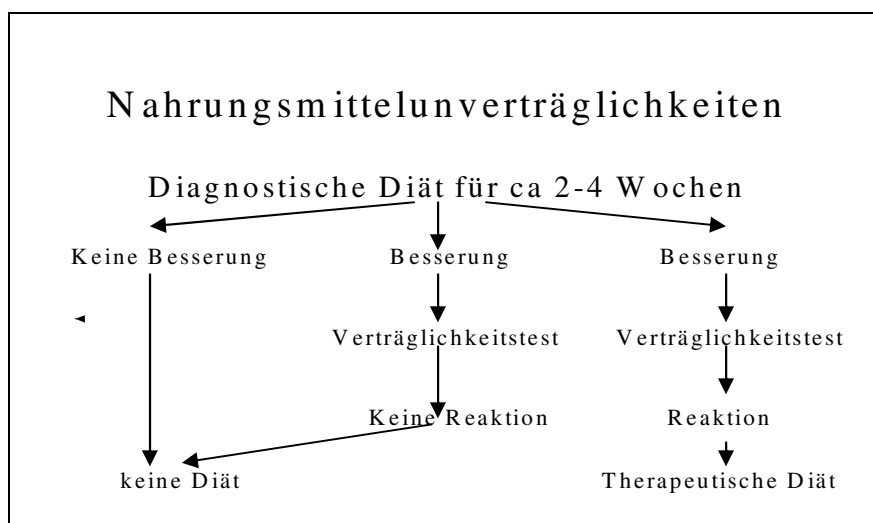 Nahrungsmittelunverträglichkeiten
Diagnostische Diät für ca 2-4 Wochen
Keine Besserung Besserung Besserung
Verträglichkeitstest Verträglichkeitstest
Keine Reaktion Reaktion
keine Diät Therapeutische Diät